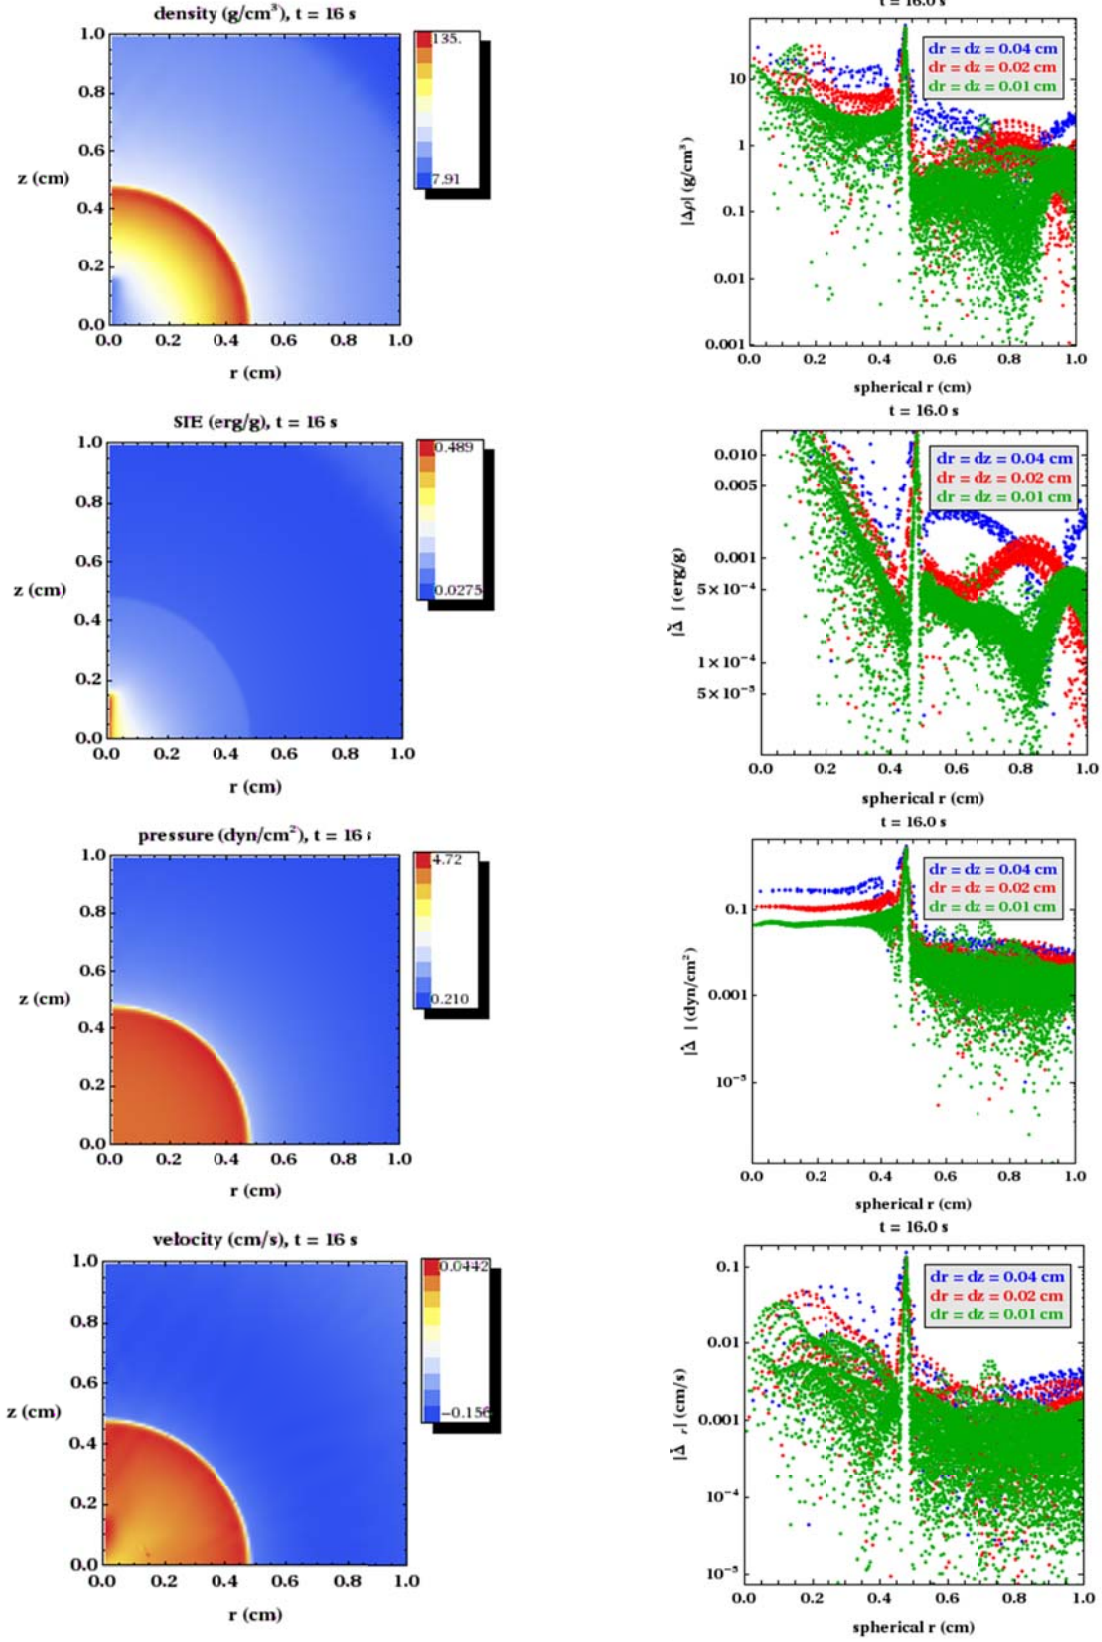 density (g/cm³), t = 16 s
1.0
0.8
0.6
z (cm)
0.4
0.2
0.0
0.0 0.2 0.4 0.6 0.8 1.0
r (cm)
135.
7.91
t = 16.0 s
dr = dz = 0.04 cm
dr = dz = 0.02 cm
dr = dz = 0.01 cm
10
1
|Δρ| (g/cm³)
0.1
0.01
0.001
0.0 0.2 0.4 0.6 0.8 1.0
spherical r (cm)
SIE (erg/g), t = 16 s
1.0
0.8
0.6
z (cm)
0.4
0.2
0.0
0.0 0.2 0.4 0.6 0.8 1.0
r (cm)
0.489
0.0275
t = 16.0 s
dr = dz = 0.04 cm
dr = dz = 0.02 cm
dr = dz = 0.01 cm
0.010
0.005
0.001
5×10⁻⁴
| (erg/g)
1×10⁻⁴
5×10⁻⁵
0.0 0.2 0.4 0.6 0.8 1.0
spherical r (cm)
pressure (dyn/cm²), t = 16
1.0
0.8
0.6
z (cm)
0.4
0.2
0.0
0.0 0.2 0.4 0.6 0.8 1.0
r (cm)
4.72
0.210
t = 16.0 s
dr = dz = 0.04 cm
dr = dz = 0.02 cm
dr = dz = 0.01 cm
0.1
0.001
| (dyn/cm²)
10⁻⁵
0.0 0.2 0.4 0.6 0.8 1.0
spherical r (cm)
velocity (cm/s), t = 16 s
1.0
0.8
0.6
z (cm)
0.4
0.2
0.0
0.0 0.2 0.4 0.6 0.8 1.0
r (cm)
0.0442
−0.156
t = 16.0 s
dr = dz = 0.04 cm
dr = dz = 0.02 cm
dr = dz = 0.01 cm
0.1
0.01
0.001
r| (cm/s)
10⁻⁴
10⁻⁵
0.0 0.2 0.4 0.6 0.8 1.0
spherical r (cm)